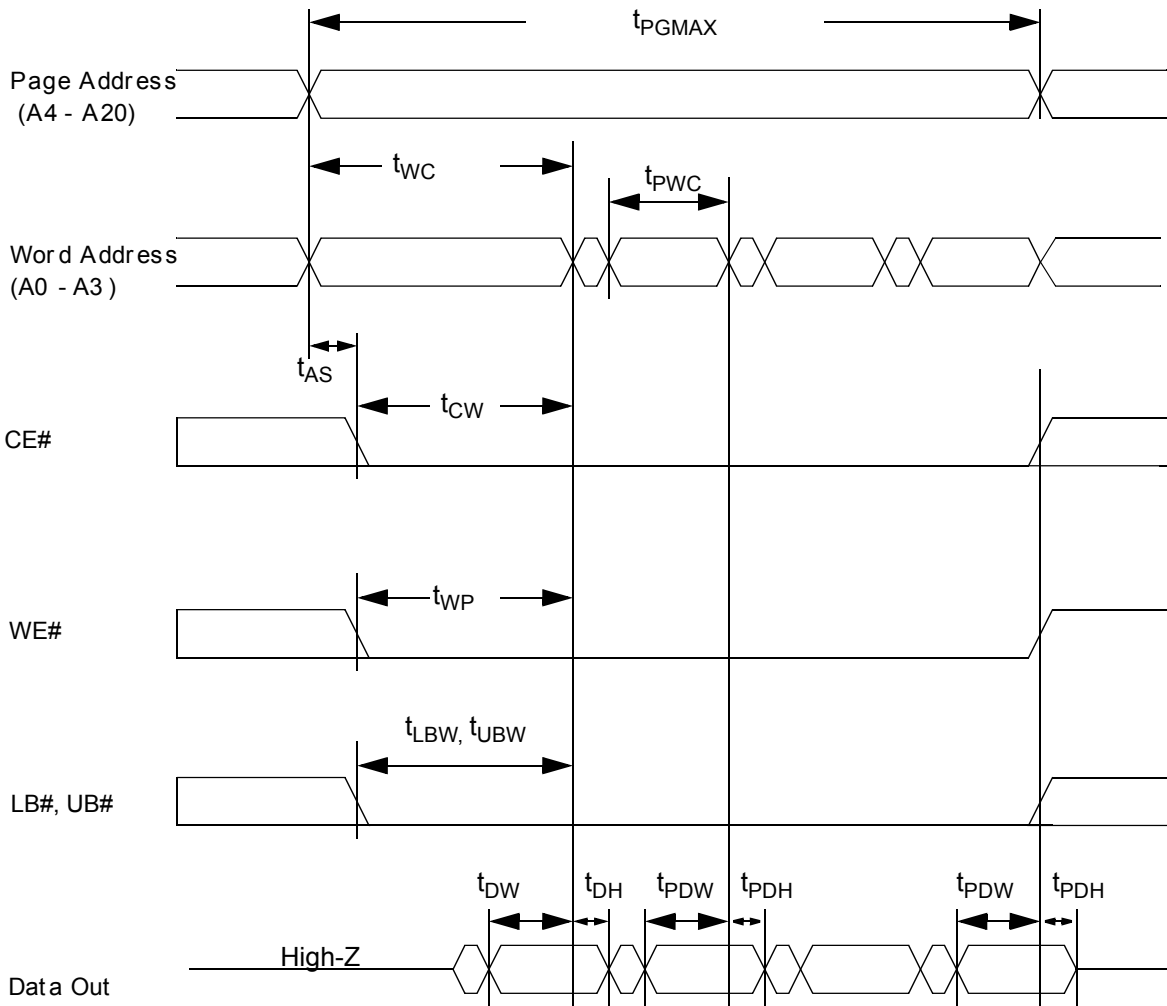 tPGMAX
Page Address
(A4 - A20)
tWC
tPWC
Word Address
(A0 - A3 )
tAS
tCW
CE#
tWP
WE#
tLBW, tUBW
LB#, UB#
tDW
tDH
tPDW
tPDH
tPDW
tPDH
High-Z
Data Out